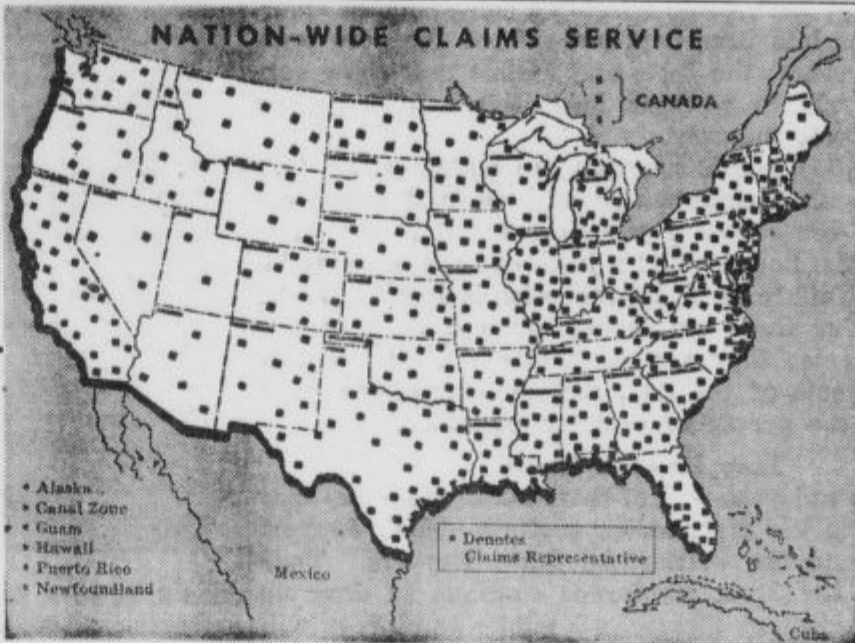 NATION-WIDE CLAIMS SERVICE
CANADA
Alaska
Canal Zone
Guam
Hawaii
Puerto Rico
Newfoundland
Mexico
Denotes
Claims Representative
Cuba